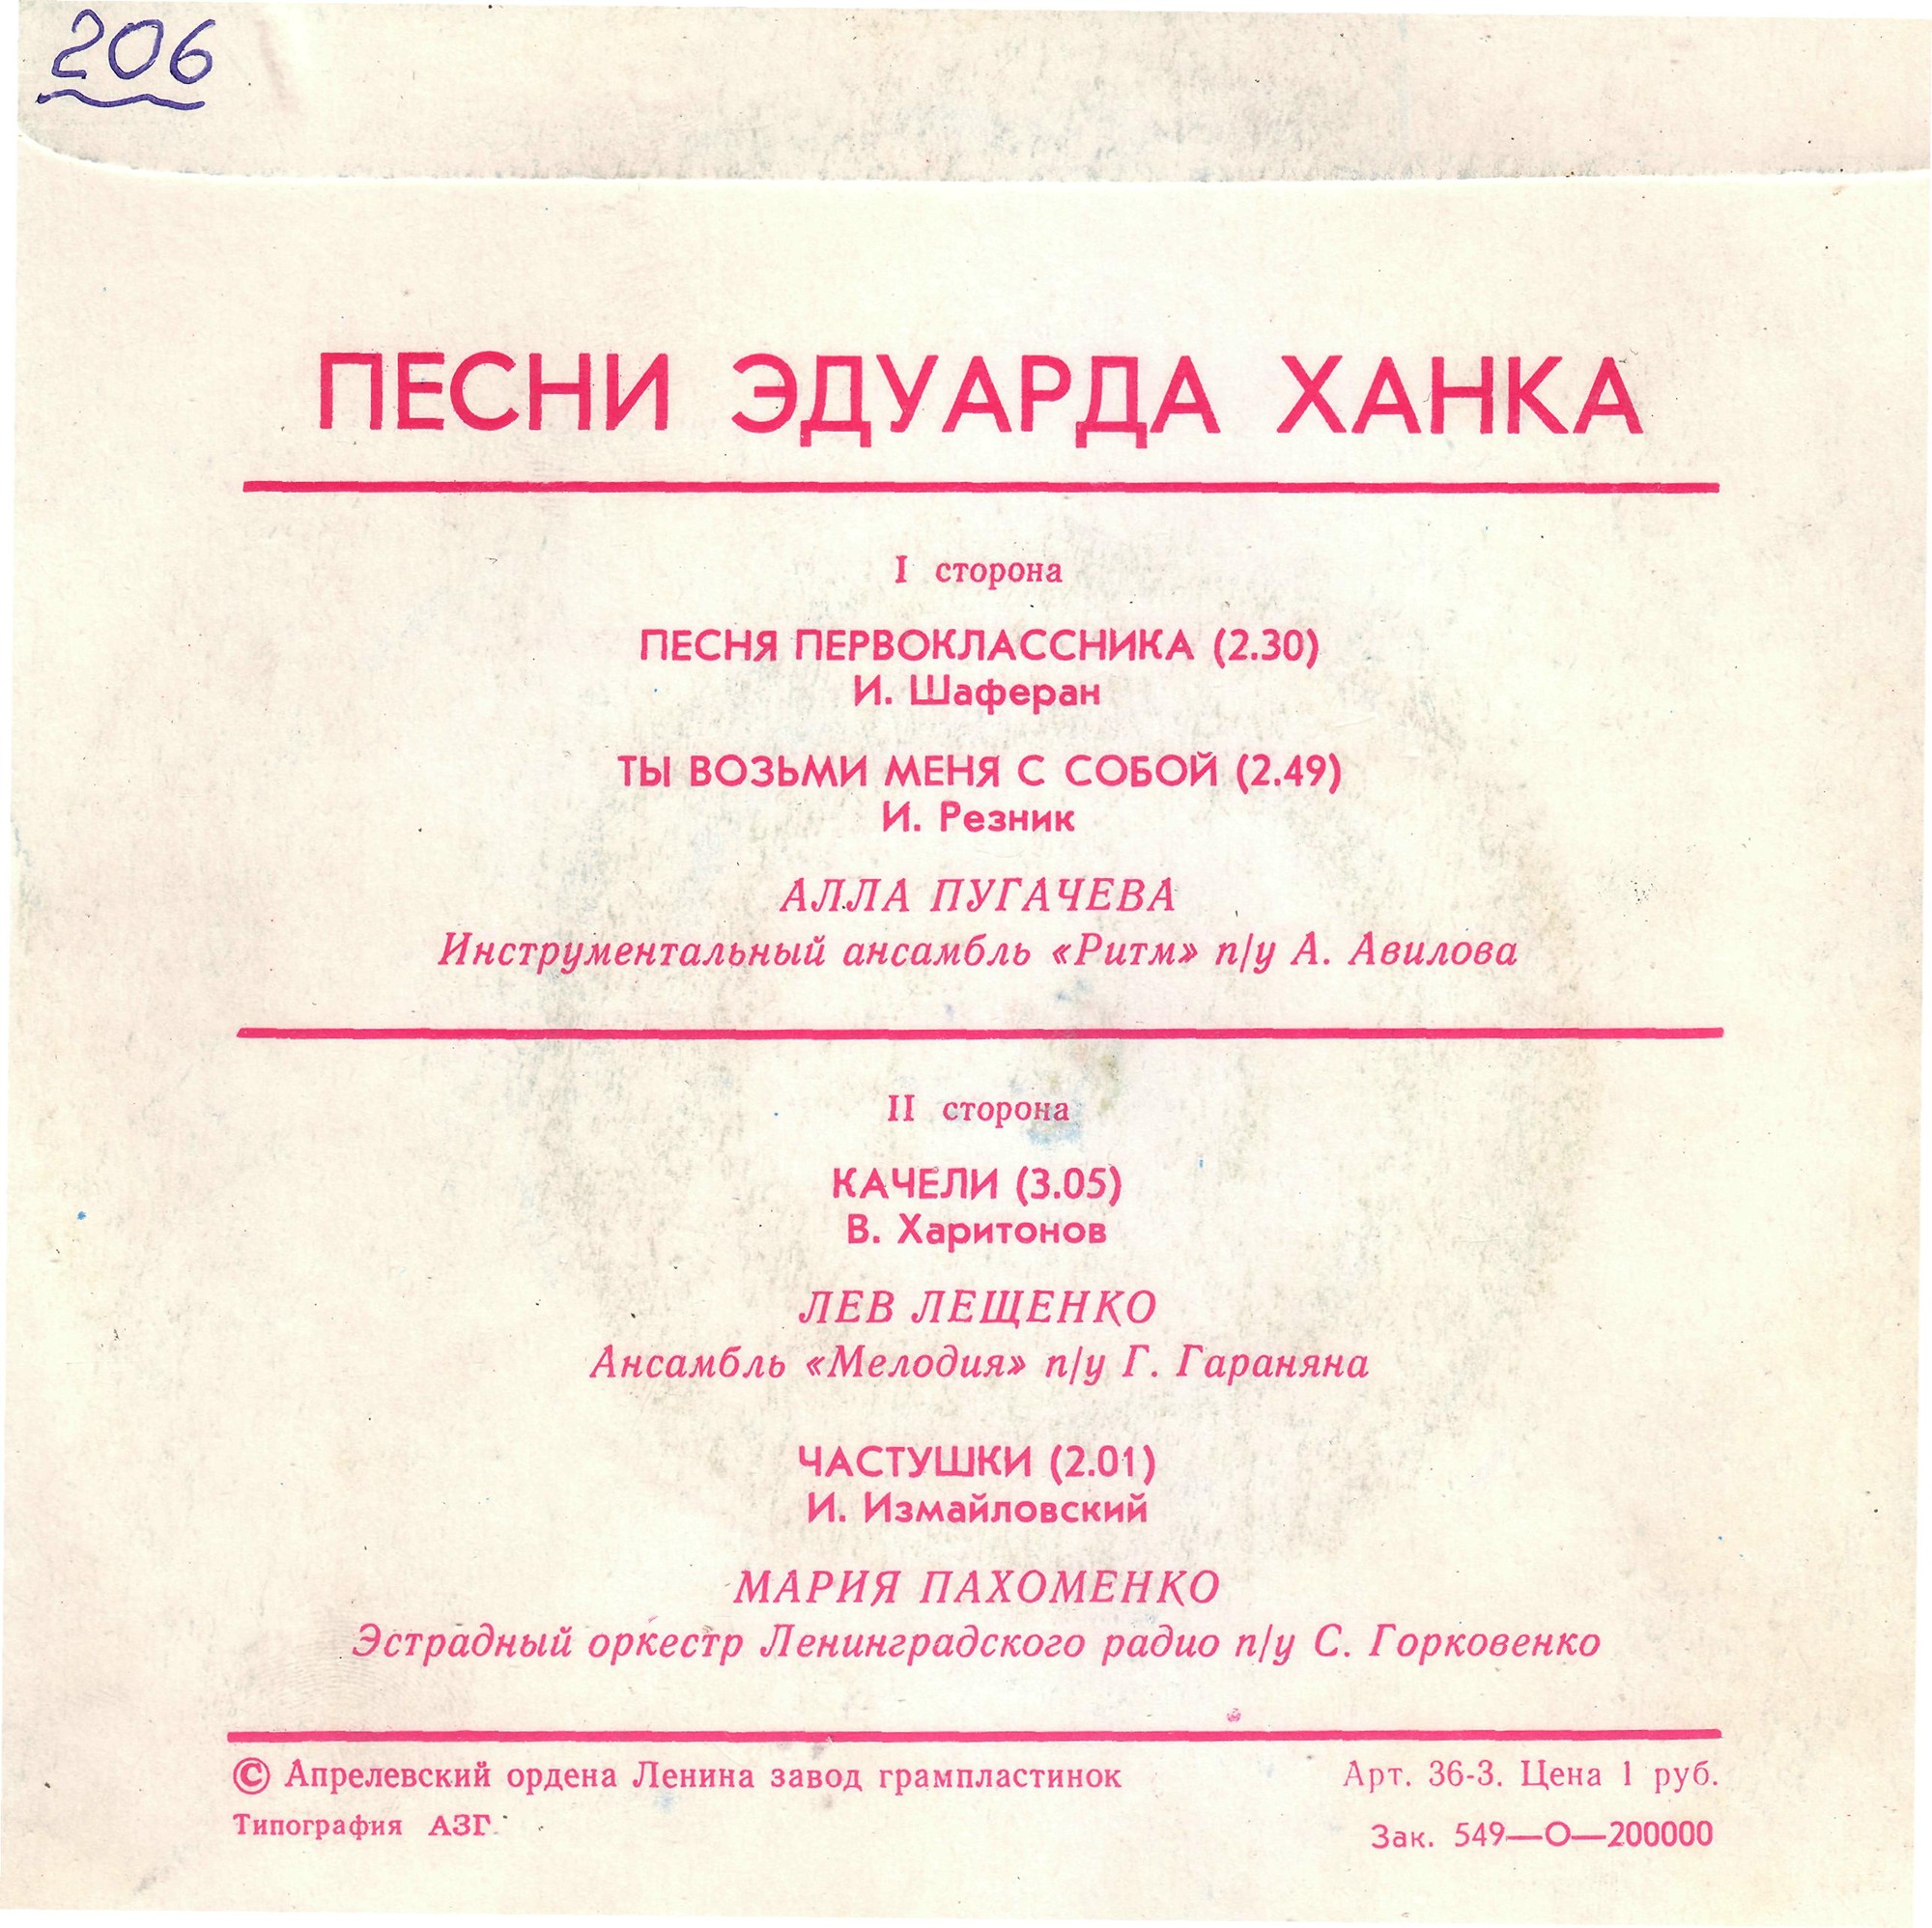 206
ПЕСНИ ЭДУАРДА ХАНКА
I сторона
ПЕСНЯ ПЕРВОКЛАССНИКА (2.30)
И. Шаферан
ТЫ ВОЗЬМИ МЕНЯ С СОБОЙ (2.49)
И. Резник
АЛЛА ПУГАЧЕВА
Инструментальный ансамбль «Ритм» п/у А. Авилова
II сторона
КАЧЕЛИ (3.05)
В. Харитонов
ЛЕВ ЛЕЩЕНКО
Ансамбль «Мелодия» п/у Г. Гараняна
ЧАСТУШКИ (2.01)
И. Измайловский
МАРИЯ ПАХОМЕНКО
Эстрадный оркестр Ленинградского радио п/у С. Горковенко
© Апрелевский ордена Ленина завод грампластинок Арт. 36-3. Цена 1 руб.
Типография АЗГ Зак. 549—О—200000